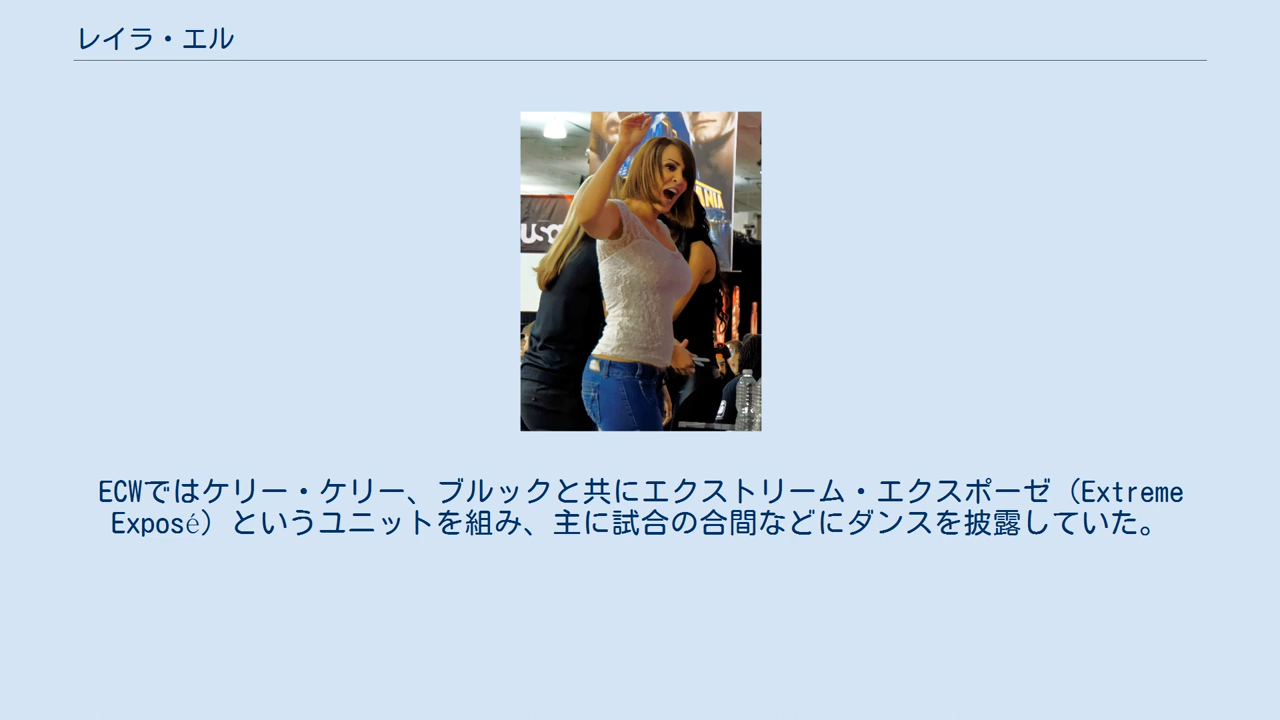 レイラ・エル
USA
ANIA
ECWではケリー・ケリー、ブルックと共にエクストリーム・エクスポーゼ（Extreme
Exposé）というユニットを組み、主に試合の合間などにダンスを披露していた。